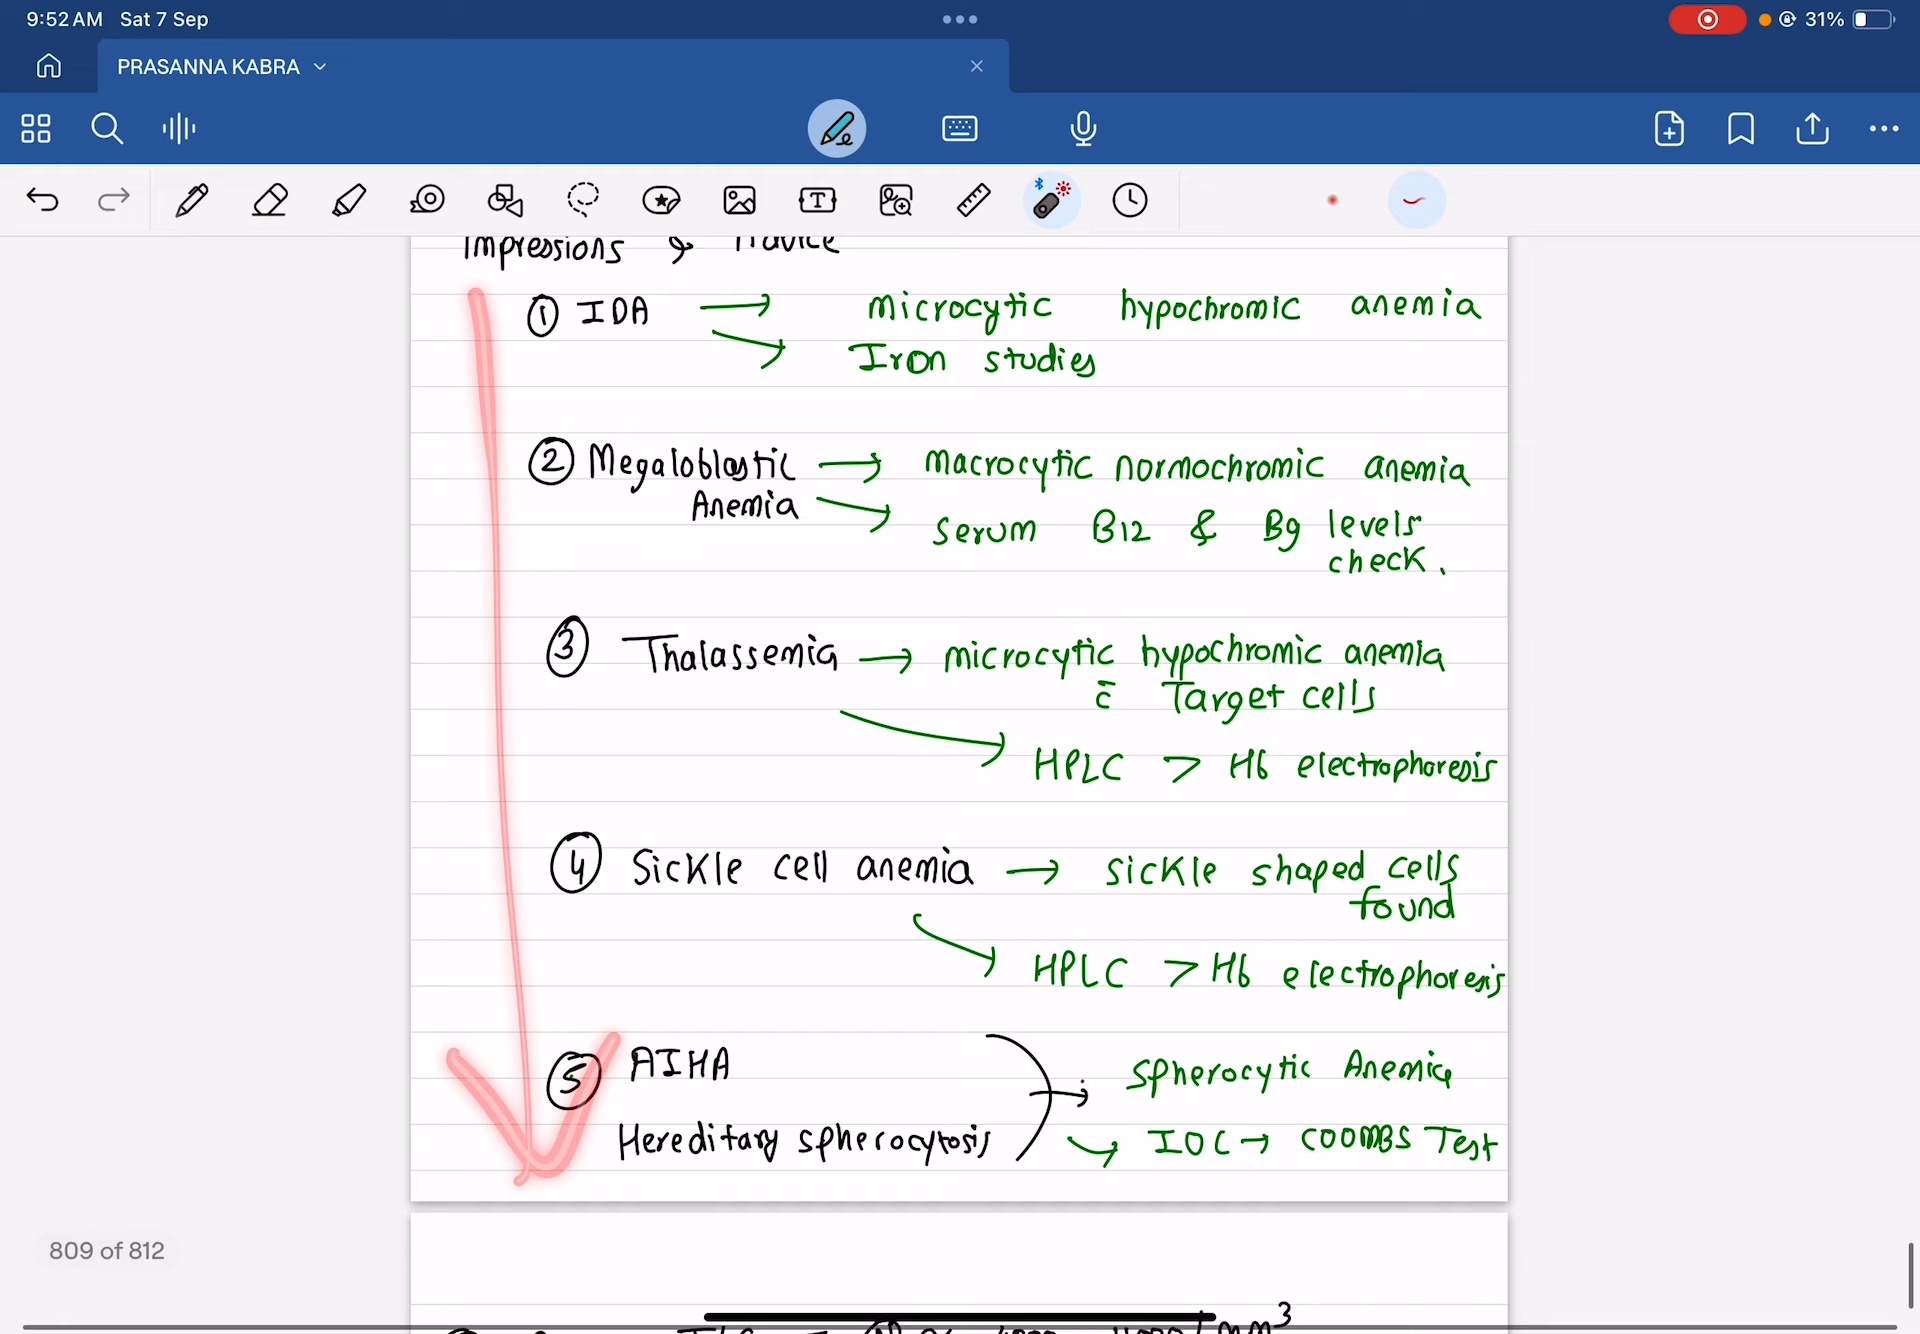 9:52 AM Sat 7 Sep
31%
PRASANNA KABRA
Impressions & Advice
① IDA → microcytic hypochromic anemia
→ Iron studies
② Megaloblastic → macrocytic normochromic anemia
Anemia → Serum B12 & B9 levels
check.
③ Thalassemia → microcytic hypochromic anemia
c̄ Target cells
→ HPLC > Hb electrophoresis
④ Sickle cell anemia → sickle shaped cells
found
→ HPLC > Hb electrophoresis
⑤ AIHA
Spherocytic Anemia
Hereditary spherocytosis → IOC → COOMBS Test
809 of 812
mm³